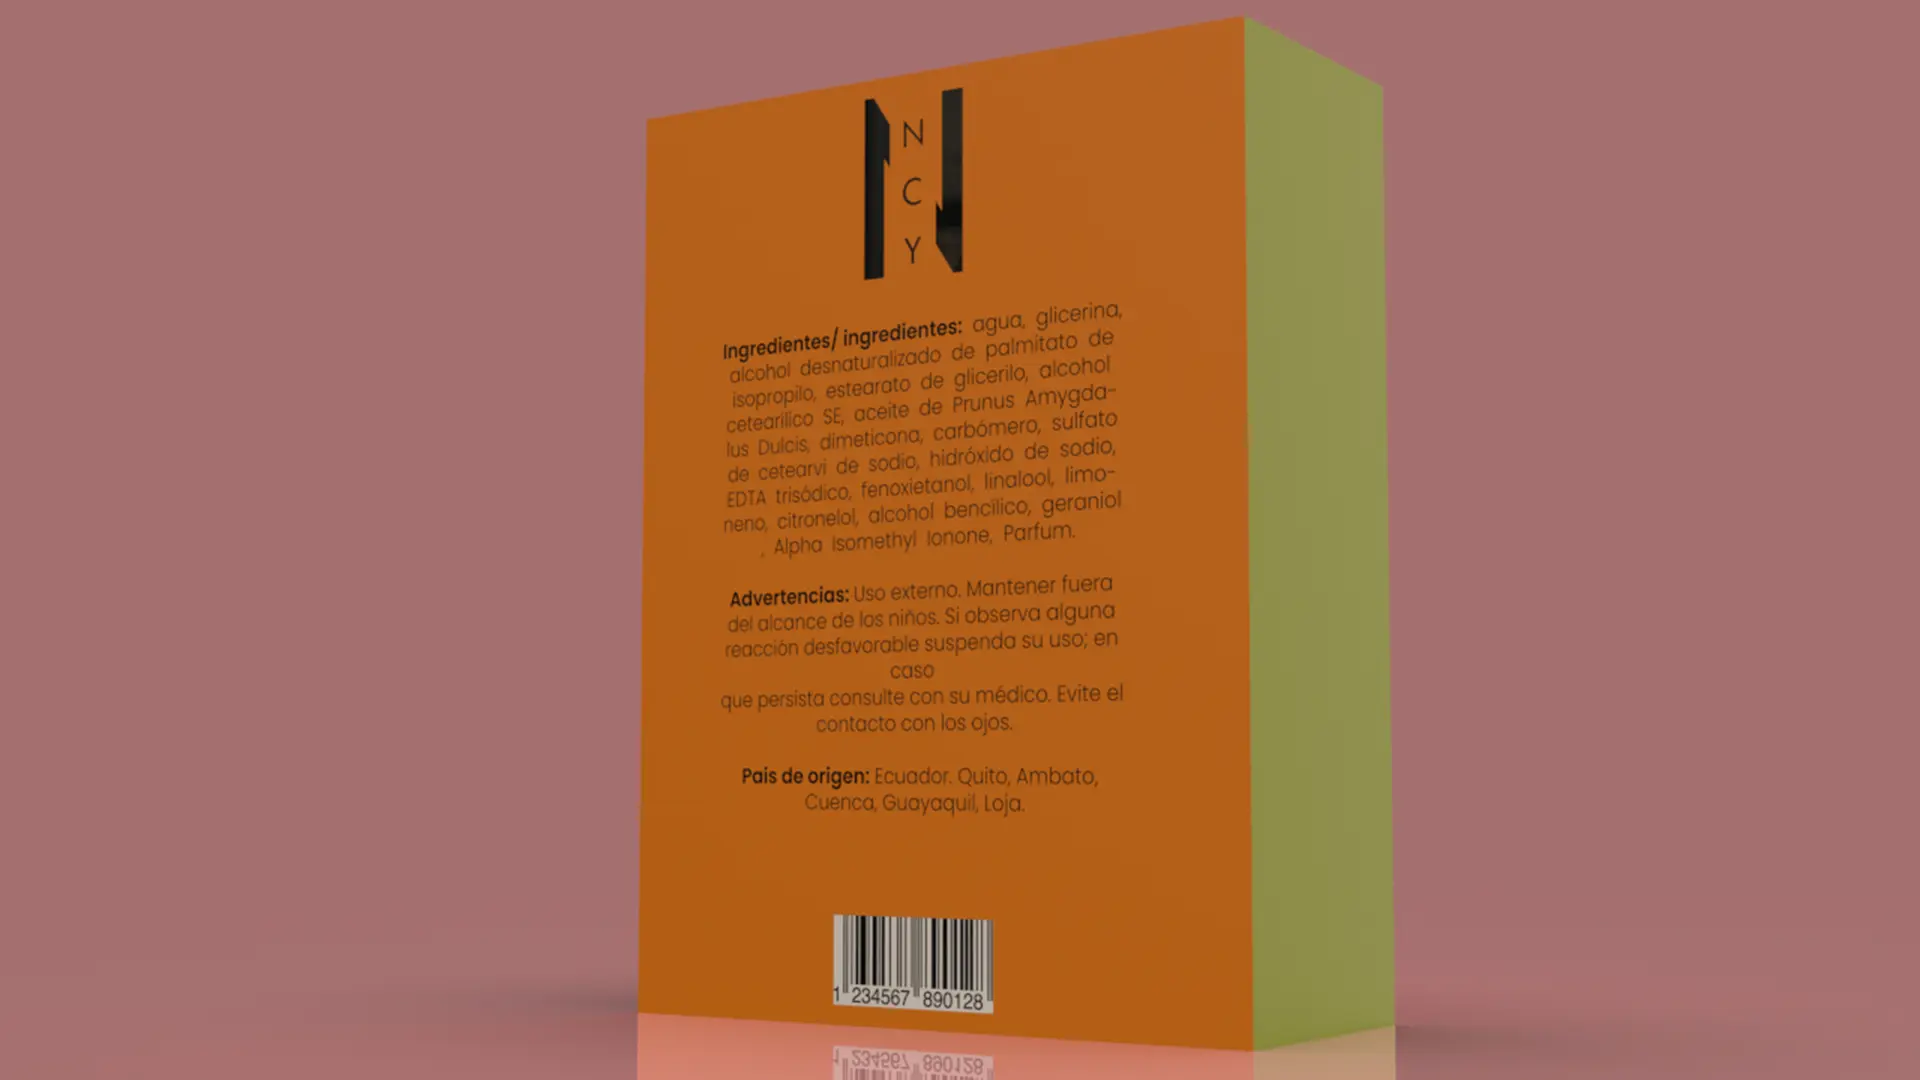 N
C
Y
Ingredientes/ ingredientes: agua, glicerina,
alcohol desnaturalizado de palmitato de
isopropilo, estearato de glicerilo, alcohol
cetearílico SE, aceite de Prunus Amygda-
lus Dulcis, dimeticona, carbómero, sulfato
de cetearvi de sodio, hidróxido de sodio,
EDTA trisódico, fenoxietanol, linalool, limo-
neno, citronelol, alcohol bencílico, geraniol
, Alpha Isomethyl Ionone, Parfum.
Advertencias: Uso externo. Mantener fuera
del alcance de los niños. Si observa alguna
reacción desfavorable suspenda su uso; en
caso
que persista consulte con su médico. Evite el
contacto con los ojos.
Pais de origen: Ecuador. Quito, Ambato,
Cuenca, Guayaquil, Loja.
1 234567 890128